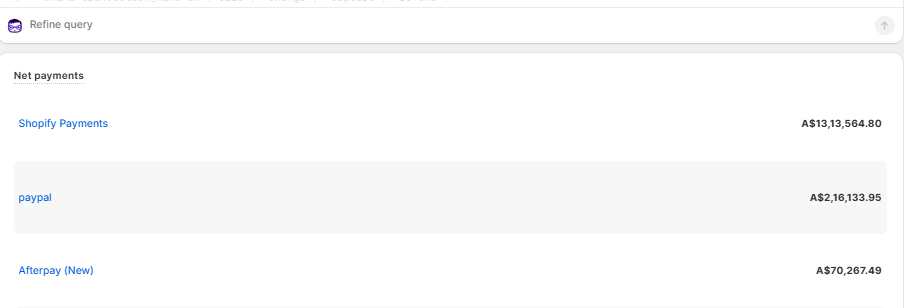 Refine query
Net payments
Shopify Payments A$13,13,564.80
paypal A$2,16,133.95
Afterpay (New) A$70,267.49